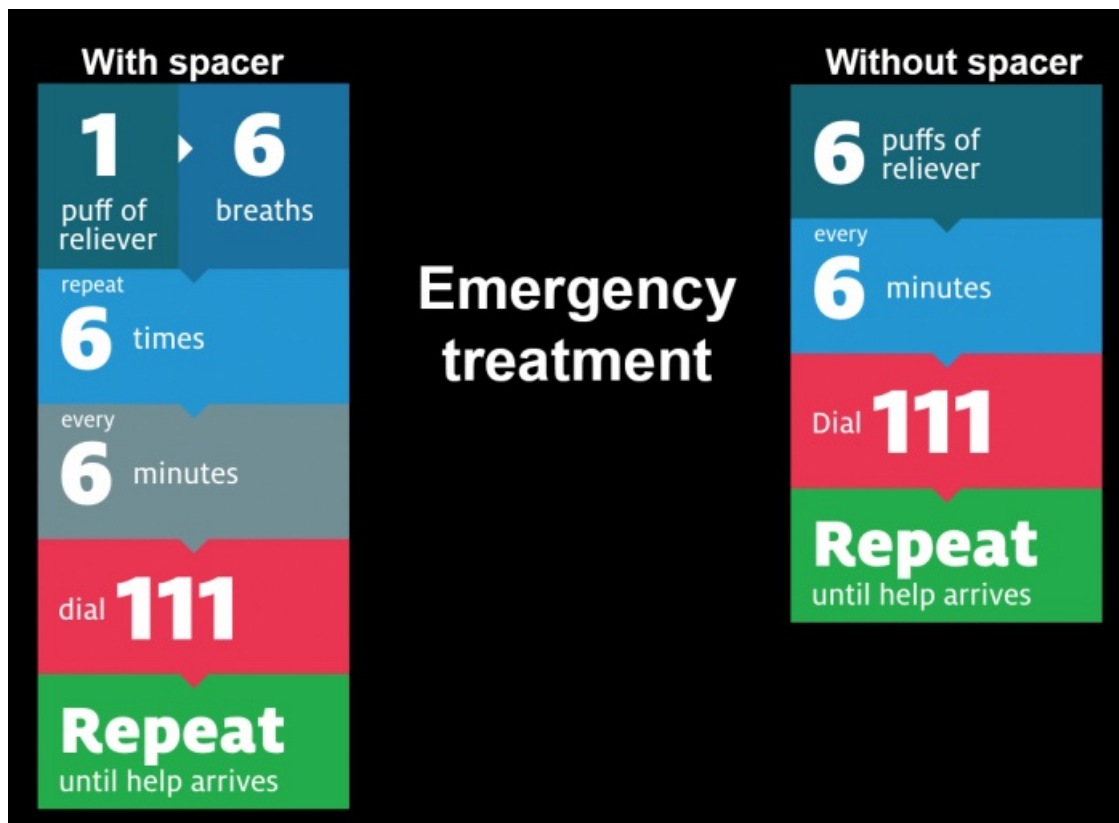 With spacer
1
6
puff of
reliever
breaths
repeat
6 times
every
6 minutes
dial 111
Repeat
until help arrives
Emergency
treatment
Without spacer
6 puffs of
reliever
every
6 minutes
Dial 111
Repeat
until help arrives